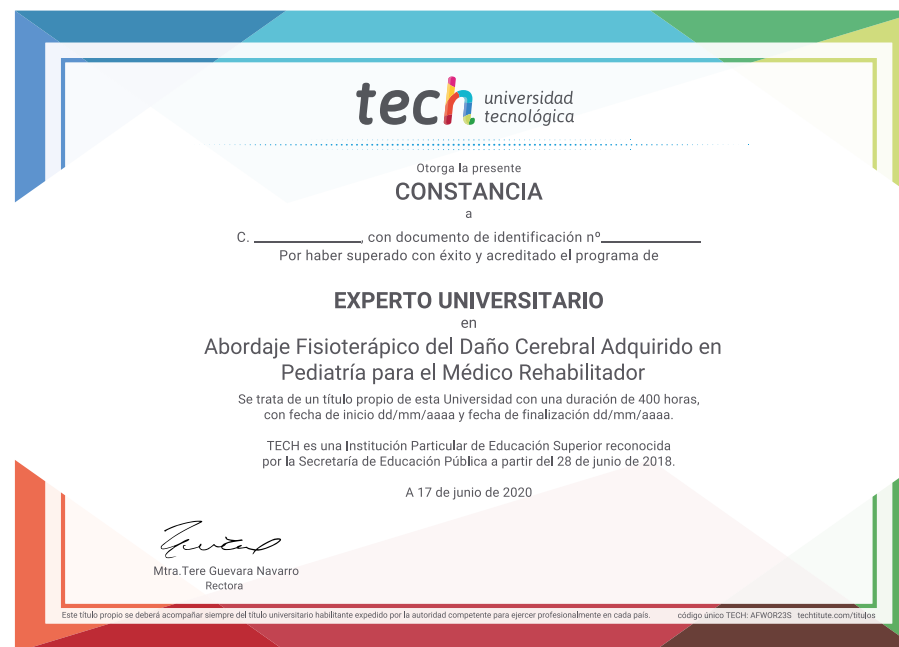 tech universidad
tecnológica
Otorga la presente
CONSTANCIA
a
C. ____________, con documento de identificación nº___________
Por haber superado con éxito y acreditado el programa de
EXPERTO UNIVERSITARIO
en
Abordaje Fisioterápico del Daño Cerebral Adquirido en
Pediatría para el Médico Rehabilitador
Se trata de un título propio de esta Universidad con una duración de 400 horas,
con fecha de inicio dd/mm/aaaa y fecha de finalización dd/mm/aaaa.
TECH es una Institución Particular de Educación Superior reconocida
por la Secretaría de Educación Pública a partir del 28 de junio de 2018.
A 17 de junio de 2020
Mtra.Tere Guevara Navarro
Rectora
Este título propio se deberá acompañar siempre del título universitario habilitante expedido por la autoridad competente para ejercer profesionalmente en cada país. código único TECH: AFWOR23S techtitute.com/titulos